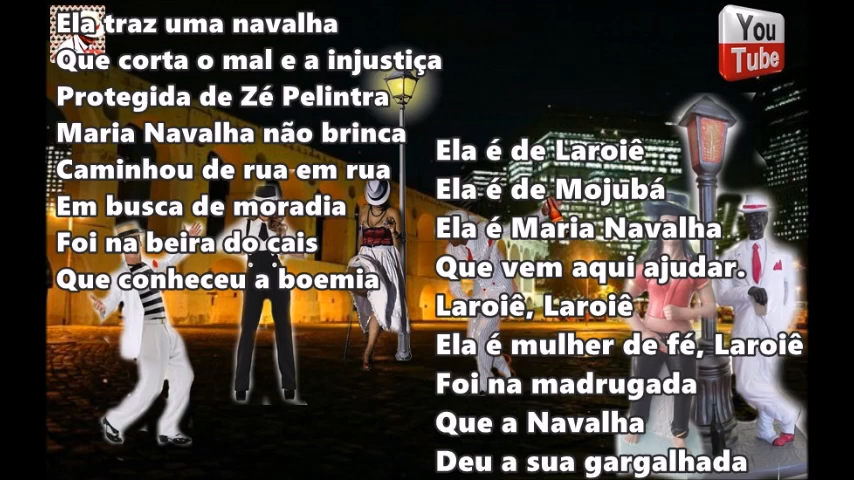 Ela traz uma navalha
Que corta o mal e a injustiça
Protegida de Zé Pelintra
Maria Navalha não brinca
Caminhou de rua em rua
Em busca de moradia
Foi na beira do cais
Que conheceu a boemia
You
Tube
Ela é de Laroiê
Ela é de Mojubá
Ela é Maria Navalha
Que vem aqui ajudar.
Laroiê, Laroiê
Ela é mulher de fé, Laroiê
Foi na madrugada
Que a Navalha
Deu a sua gargalhada